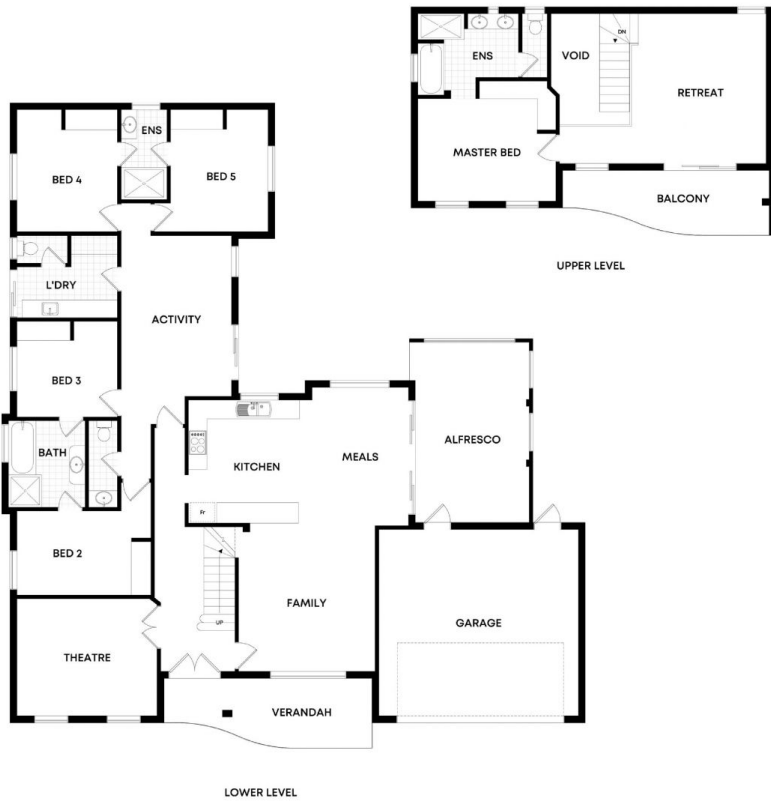 DN
ENS
VOID
RETREAT
MASTER BED
BALCONY
UPPER LEVEL
ENS
BED 4
BED 5
L'DRY
ACTIVITY
BED 3
BATH
KITCHEN
MEALS
ALFRESCO
Fr
BED 2
FAMILY
UP
GARAGE
THEATRE
VERANDAH
LOWER LEVEL